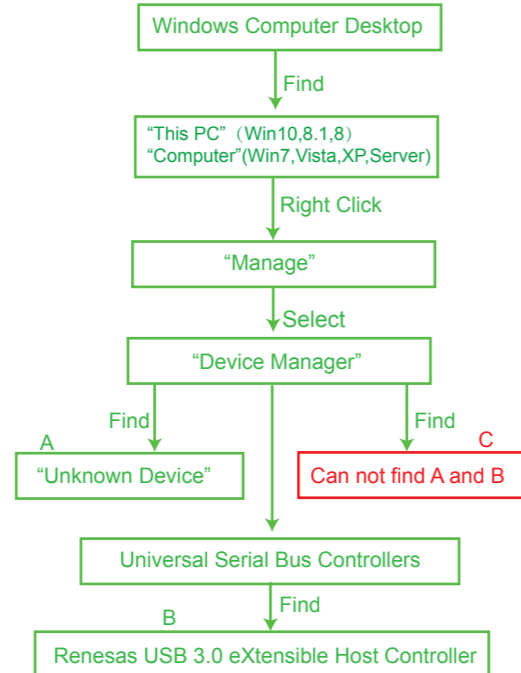 Windows Computer Desktop
Find
“This PC”（Win10,8.1,8）
“Computer”(Win7,Vista,XP,Server)
Right Click
“Manage”
Select
“Device Manager”
Find
Find
A
C
“Unknown Device”
Can not find A and B
Universal Serial Bus Controllers
Find
B
Renesas USB 3.0 eXtensible Host Controller